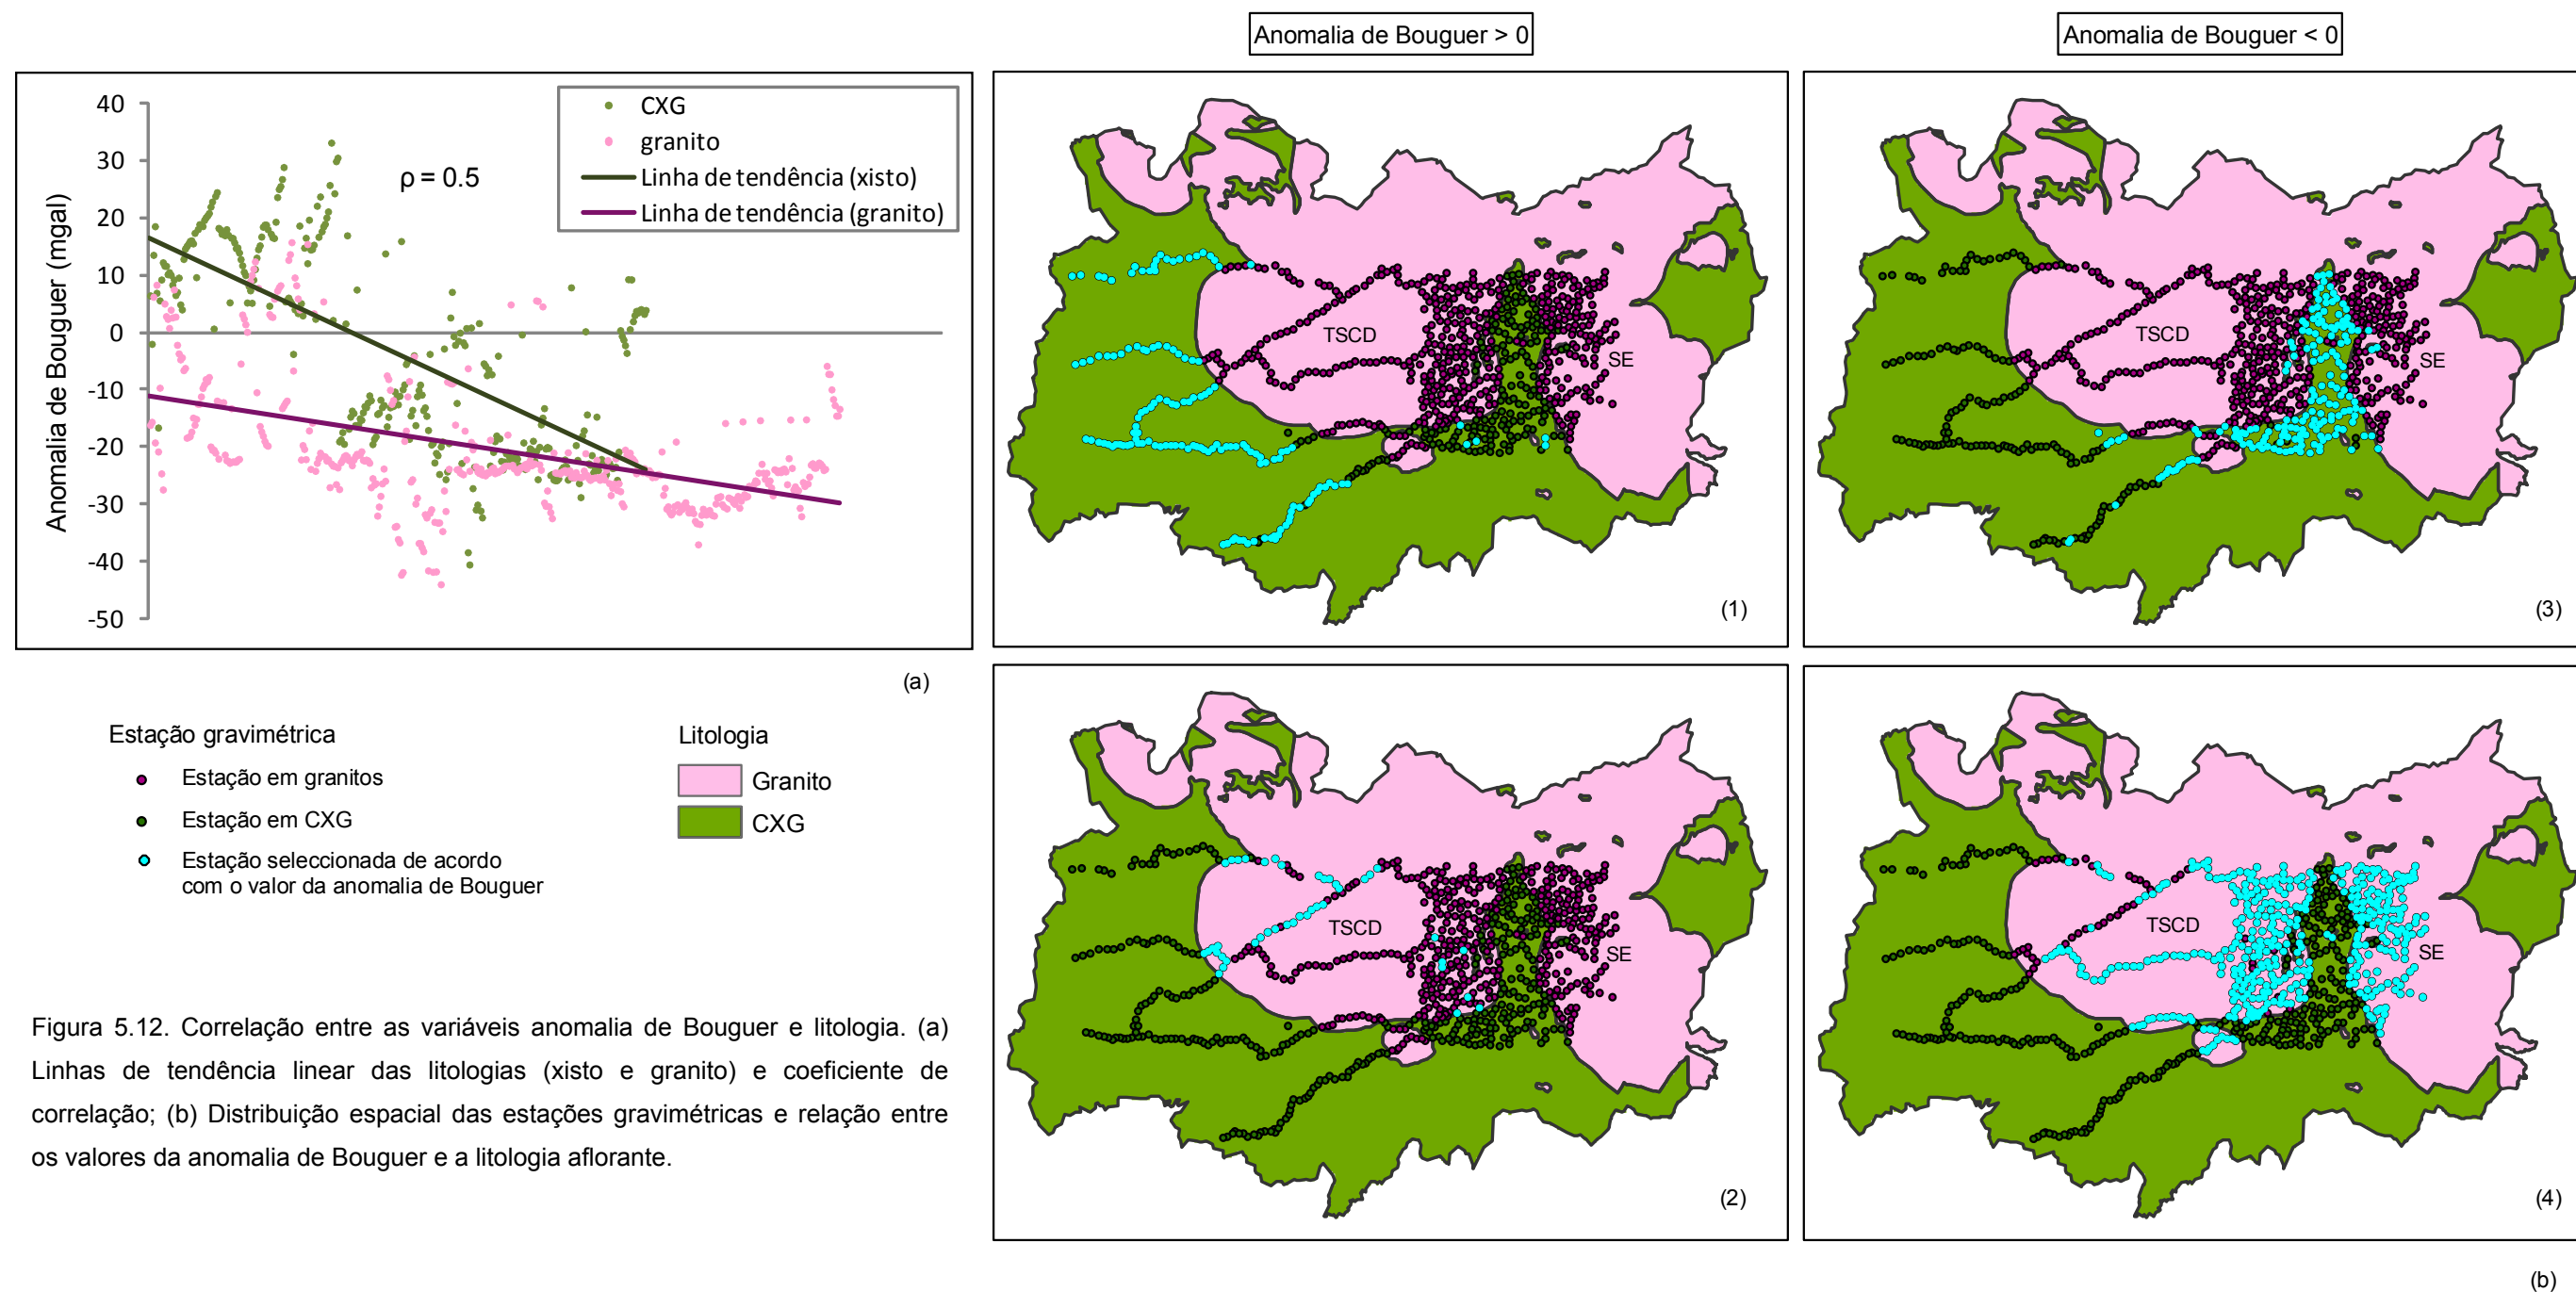 Anomalia de Bouguer > 0
Anomalia de Bouguer < 0
Anomalia de Bouguer (mgal)
40
30
20
10
0
-10
-20
-30
-40
-50
ρ = 0.5
CXG
granito
Linha de tendência (xisto)
Linha de tendência (granito)
(a)
TSCD
SE
(1)
TSCD
SE
(3)
Estação gravimétrica
Estação em granitos
Estação em CXG
Estação seleccionada de acordo
com o valor da anomalia de Bouguer
Litologia
Granito
CXG
TSCD
SE
(2)
TSCD
SE
(4)
(b)
Figura 5.12. Correlação entre as variáveis anomalia de Bouguer e litologia. (a)
Linhas de tendência linear das litologias (xisto e granito) e coeficiente de
correlação; (b) Distribuição espacial das estações gravimétricas e relação entre
os valores da anomalia de Bouguer e a litologia aflorante.